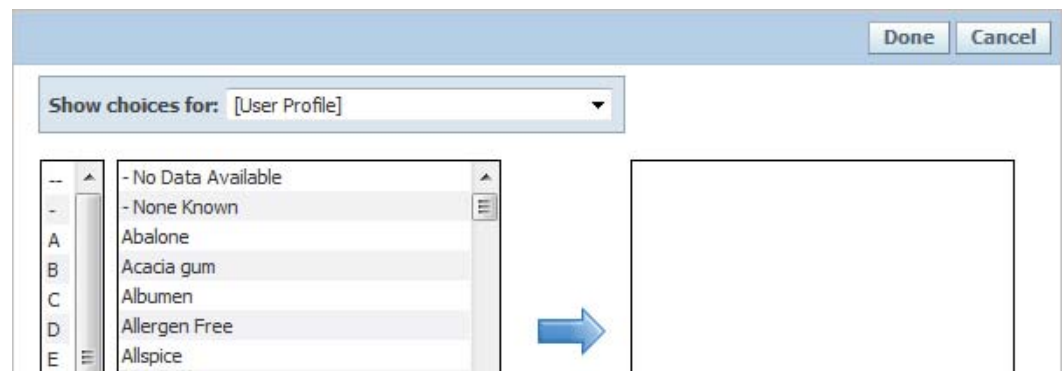 Done Cancel
Show choices for: [User Profile]
--
-
A
B
C
D
E
- No Data Available
- None Known
Abalone
Acacia gum
Albumen
Allergen Free
Allspice